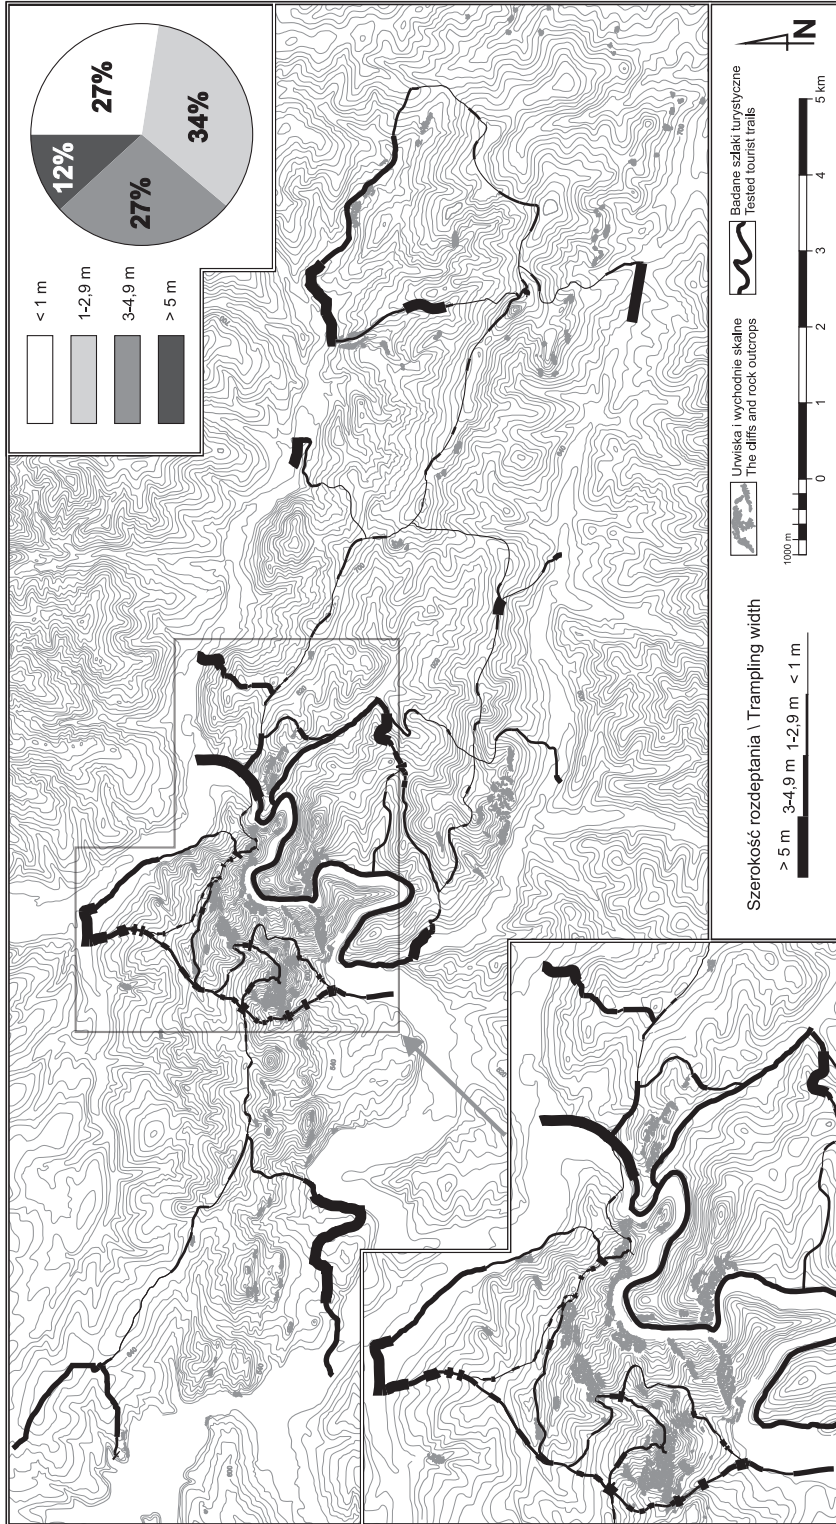 < 1 m
1-2,9 m
3-4,9 m
> 5 m
27%
34%
27%
12%
Szerokość rozdeptania \ Trampling width
> 5 m 3-4,9 m 1-2,9 m < 1 m
Urwiska i wychodnie skalne
The cliffs and rock outcrops
Badane szlaki turystyczne
Tested tourist trails
1000 m 0 1 2 3 4 5 km
N
700